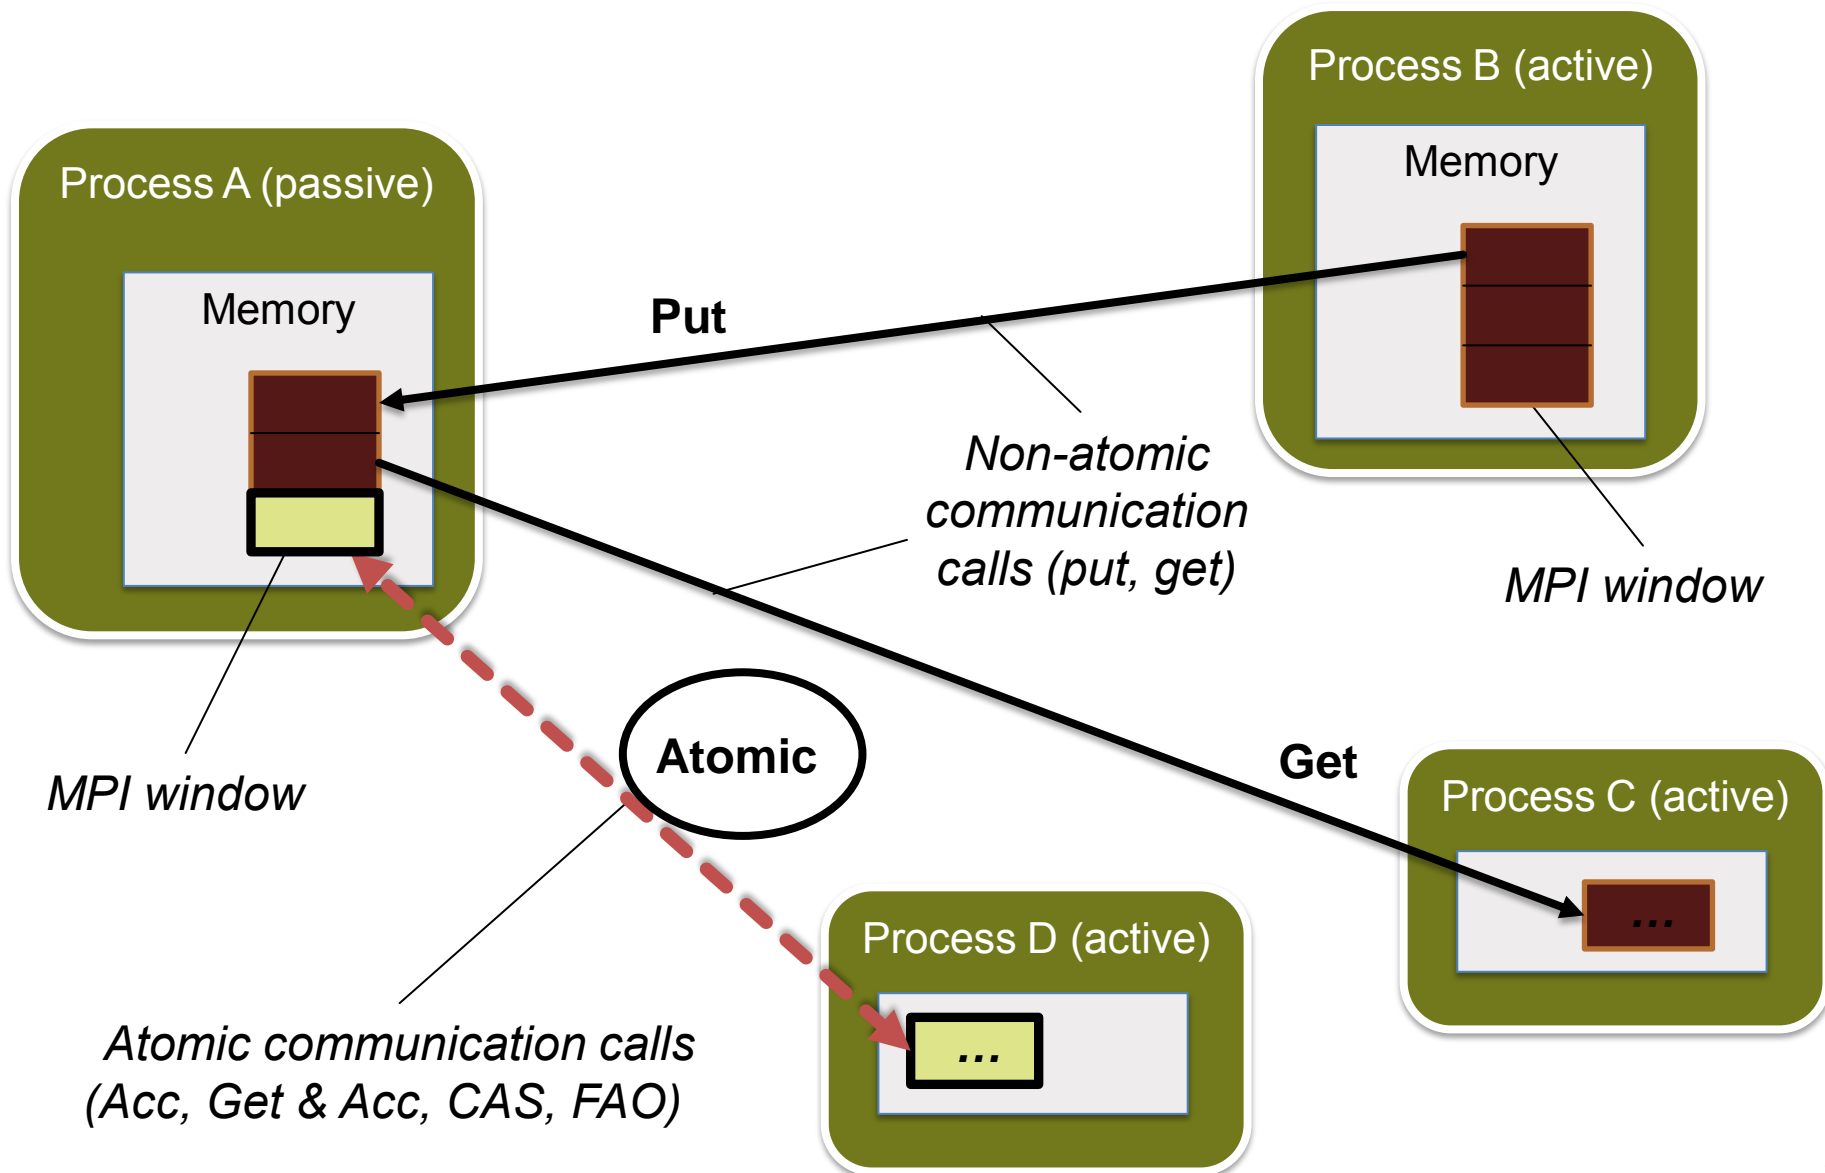 Process B (active)
Memory
Process A (passive)
Memory
Put
Non-atomic
communication
calls (put, get)
MPI window
Atomic
Get
MPI window
Process C (active)
...
Process D (active)
...
Atomic communication calls
(Acc, Get & Acc, CAS, FAO)